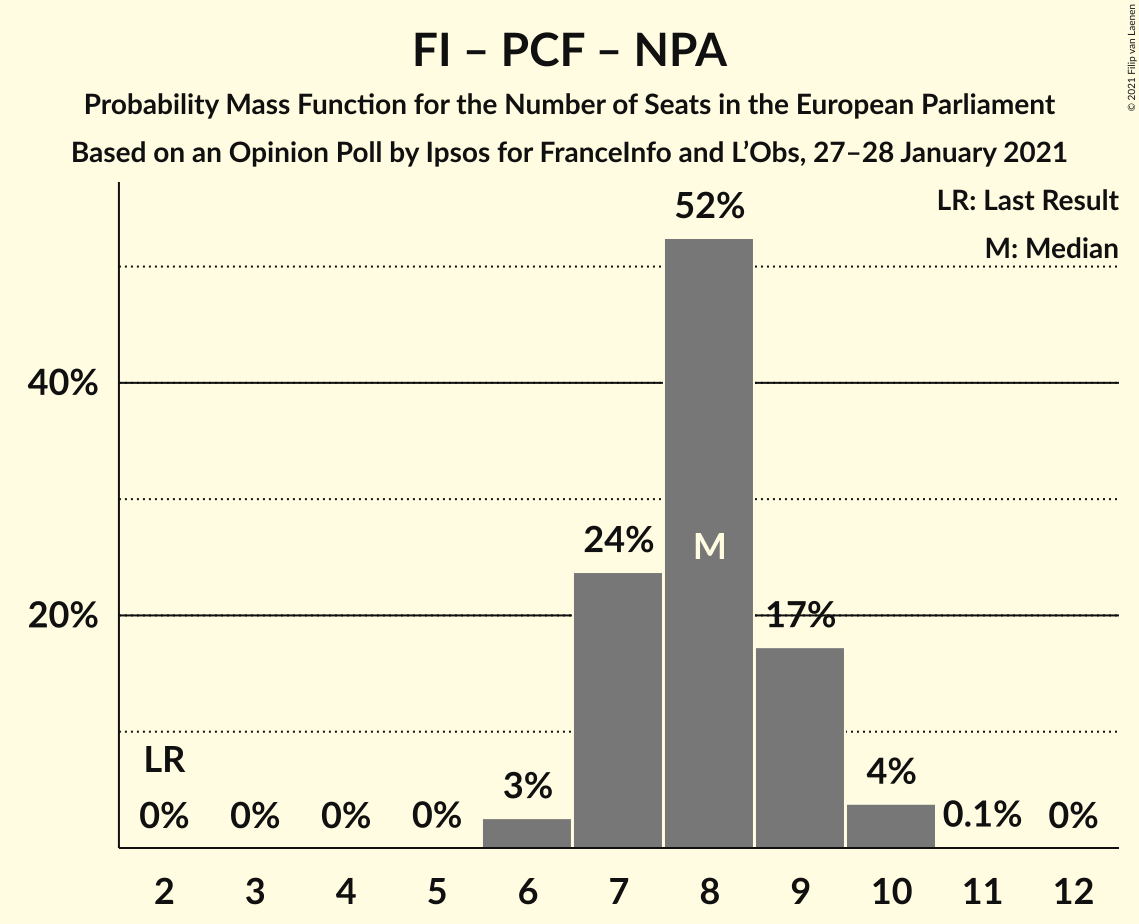 FI – PCF – NPA
Probability Mass Function for the Number of Seats in the European Parliament
Based on an Opinion Poll by Ipsos for FranceInfo and L’Obs, 27–28 January 2021
© 2021 Filip van Laenen
LR: Last Result
M: Median
52%
40%
24%
M
20%
17%
LR
3%
4%
0% 0% 0% 0% 0.1% 0%
2 3 4 5 6 7 8 9 10 11 12